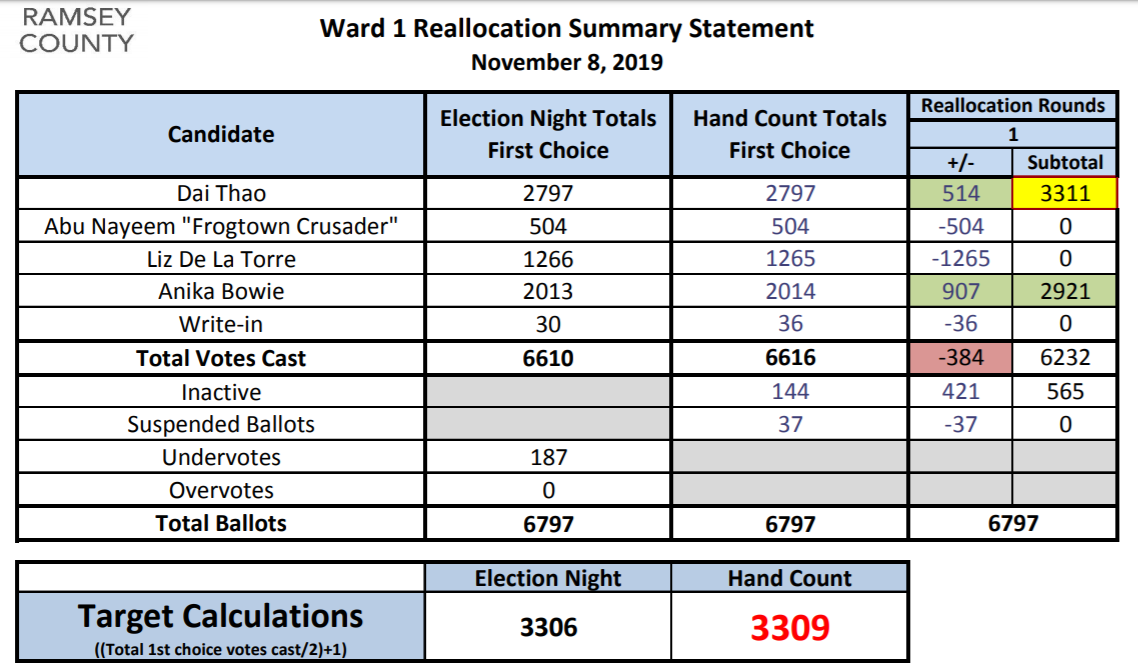 RAMSEY
COUNTY
Ward 1 Reallocation Summary Statement
November 8, 2019
Candidate
Election Night Totals
First Choice
Hand Count Totals
First Choice
Reallocation Rounds
1
+/- Subtotal
Dai Thao 2797 2797 514 3311
Abu Nayeem "Frogtown Crusader" 504 504 -504 0
Liz De La Torre 1266 1265 -1265 0
Anika Bowie 2013 2014 907 2921
Write-in 30 36 -36 0
Total Votes Cast 6610 6616 -384 6232
Inactive 144 421 565
Suspended Ballots 37 -37 0
Undervotes 187
Overvotes 0
Total Ballots 6797 6797 6797
Election Night Hand Count
Target Calculations 3306 3309
((Total 1st choice votes cast/2)+1)